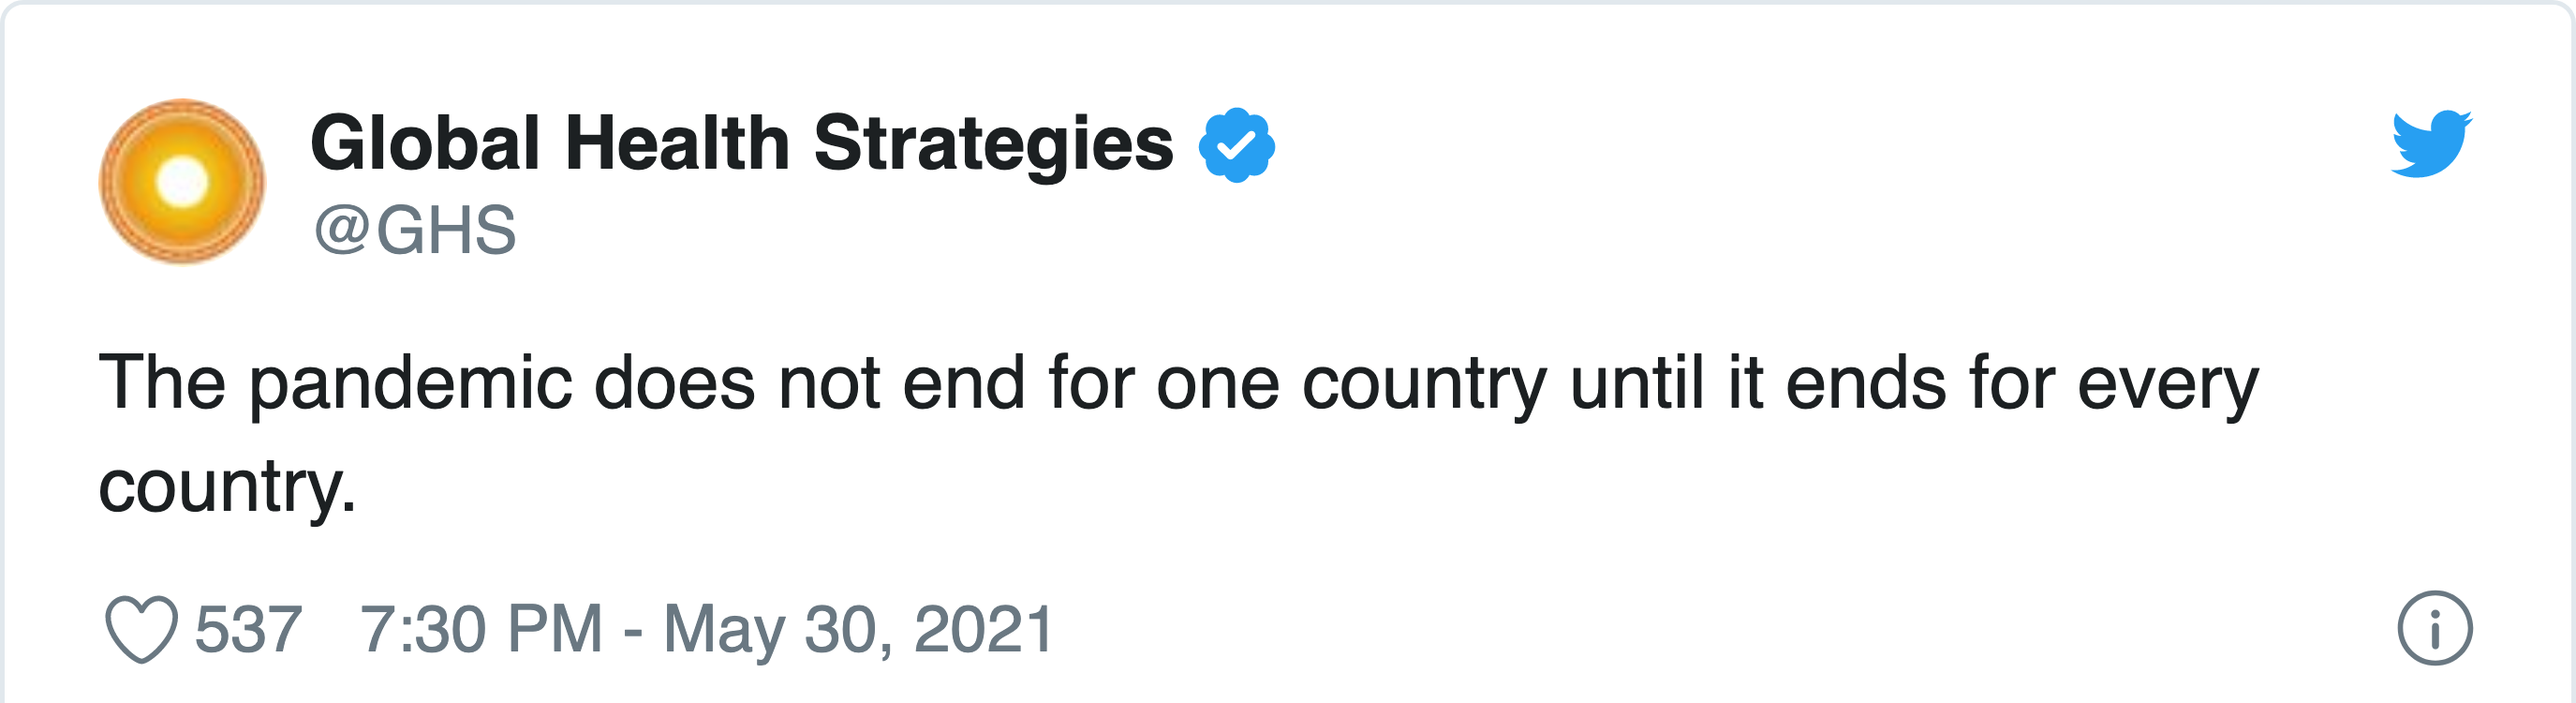 Global Health Strategies
@GHS
The pandemic does not end for one country until it ends for every
country.
537 7:30 PM - May 30, 2021